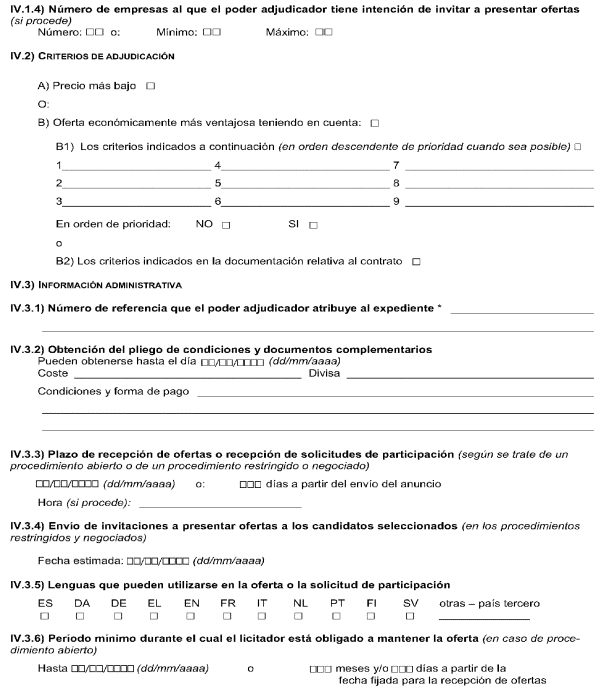 IV.1.4) Número de empresas al que el poder adjudicador tiene intención de invitar a presentar ofertas
(si procede)
Número: □□ o: Mínimo: □□ Máximo: □□
IV.2) CRITERIOS DE ADJUDICACIÓN
A) Precio más bajo □
O:
B) Oferta económicamente más ventajosa teniendo en cuenta: □
B1) Los criterios indicados a continuación (en orden descendente de prioridad cuando sea posible) □
1 4 7
2 5 8
3 6 9
En orden de prioridad: NO □ SI □
o
B2) Los criterios indicados en la documentación relativa al contrato □
IV.3) INFORMACIÓN ADMINISTRATIVA
IV.3.1) Número de referencia que el poder adjudicador atribuye al expediente *
IV.3.2) Obtención del pliego de condiciones y documentos complementarios
Pueden obtenerse hasta el día □□/□□/□□□□ (dd/mm/aaaa)
Coste Divisa
Condiciones y forma de pago
IV.3.3) Plazo de recepción de ofertas o recepción de solicitudes de participación (según se trate de un
procedimiento abierto o de un procedimiento restringido o negociado)
□□/□□/□□□□ (dd/mm/aaaa) o: □□□ días a partir del envío del anuncio
Hora (si procede):
IV.3.4) Envío de invitaciones a presentar ofertas a los candidatos seleccionados (en los procedimientos
restringidos y negociados)
Fecha estimada: □□/□□/□□□□ (dd/mm/aaaa)
IV.3.5) Lenguas que pueden utilizarse en la oferta o la solicitud de participación
ES DA DE EL EN FR IT NL PT FI SV otras – país tercero
□ □ □ □ □ □ □ □ □ □ □
IV.3.6) Período mínimo durante el cual el licitador está obligado a mantener la oferta (en caso de proce-
dimiento abierto)
Hasta □□/□□/□□□□ (dd/mm/aaaa) o □□□ meses y/o □□□ días a partir de la
fecha fijada para la recepción de ofertas